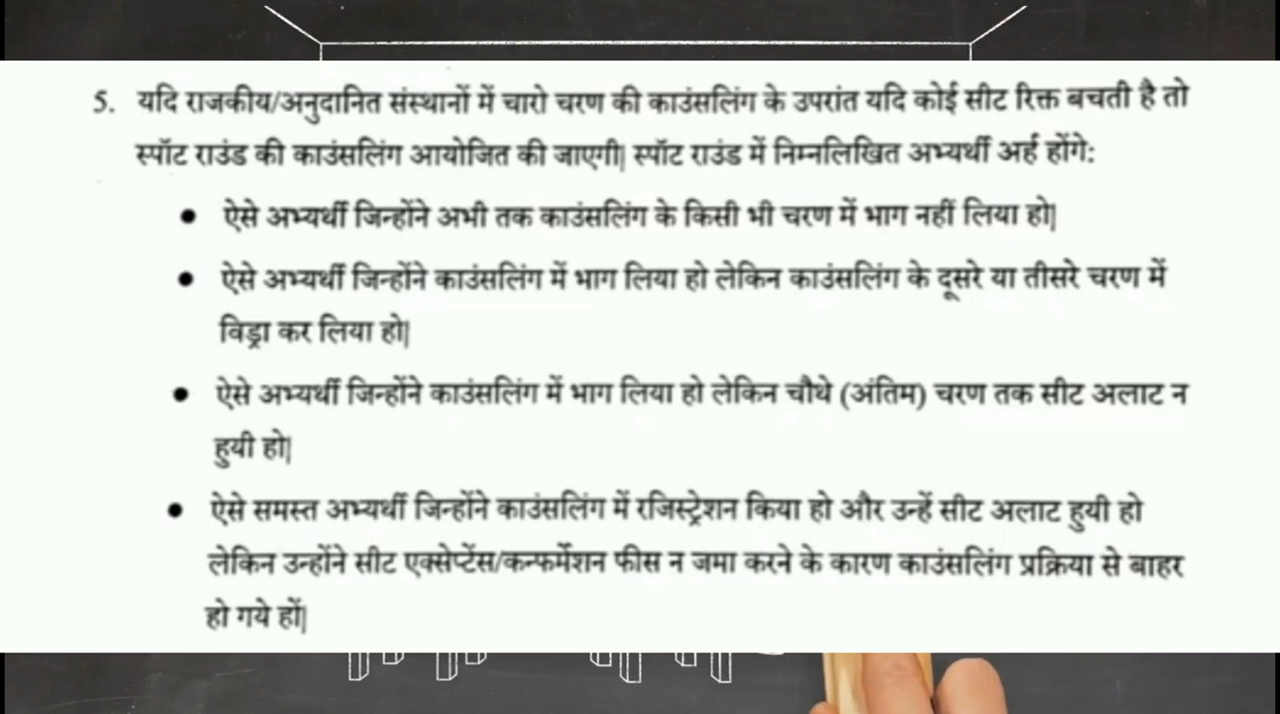 5. यदि राजकीय/अनुदानित संस्थानों में चारो चरण की काउंसलिंग के उपरांत यदि कोई सीट रिक्त बचती है तो
स्पॉट राउंड की काउंसलिंग आयोजित की जाएगी| स्पॉट राउंड में निम्नलिखित अभ्यर्थी अर्ह होंगे:
● ऐसे अभ्यर्थी जिन्होंने अभी तक काउंसलिंग के किसी भी चरण में भाग नहीं लिया हो|
● ऐसे अभ्यर्थी जिन्होंने काउंसलिंग में भाग लिया हो लेकिन काउंसलिंग के दूसरे या तीसरे चरण में
विड्रा कर लिया हो|
● ऐसे अभ्यर्थी जिन्होंने काउंसलिंग में भाग लिया हो लेकिन चौथे (अंतिम) चरण तक सीट अलाट न
हुयी हो|
● ऐसे समस्त अभ्यर्थी जिन्होंने काउंसलिंग में रजिस्ट्रेशन किया हो और उन्हें सीट अलाट हुयी हो
लेकिन उन्होंने सीट एक्सेप्टेंस/कन्फर्मेशन फीस न जमा करने के कारण काउंसलिंग प्रक्रिया से बाहर
हो गये हों|